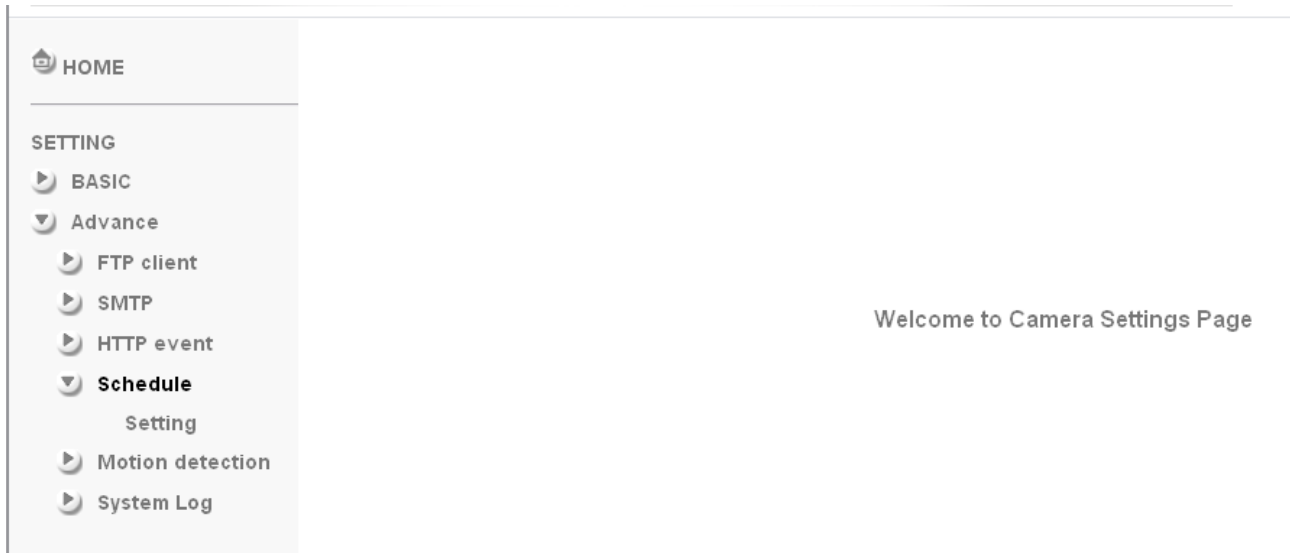 HOME
SETTING
BASIC
Advance
FTP client
SMTP
HTTP event
Schedule
Setting
Motion detection
System Log
Welcome to Camera Settings Page